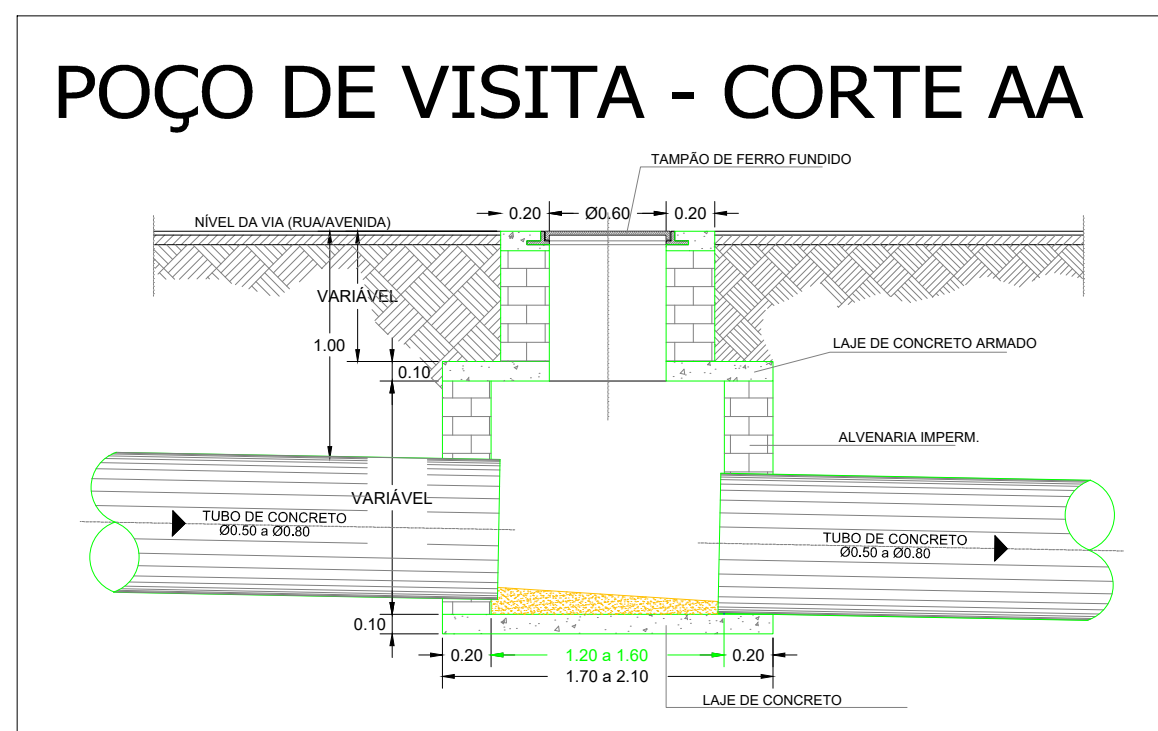 POÇO DE VISITA - CORTE AA
TAMPÃO DE FERRO FUNDIDO
NÍVEL DA VIA (RUA/AVENIDA)
0.20
Ø0.60
0.20
VARIÁVEL
1.00
LAJE DE CONCRETO ARMADO
0.10
ALVENARIA IMPERM.
VARIÁVEL
TUBO DE CONCRETO
Ø0.50 a Ø0.80
TUBO DE CONCRETO
Ø0.50 a Ø0.80
0.10
0.20
1.20 a 1.60
0.20
1.70 a 2.10
LAJE DE CONCRETO